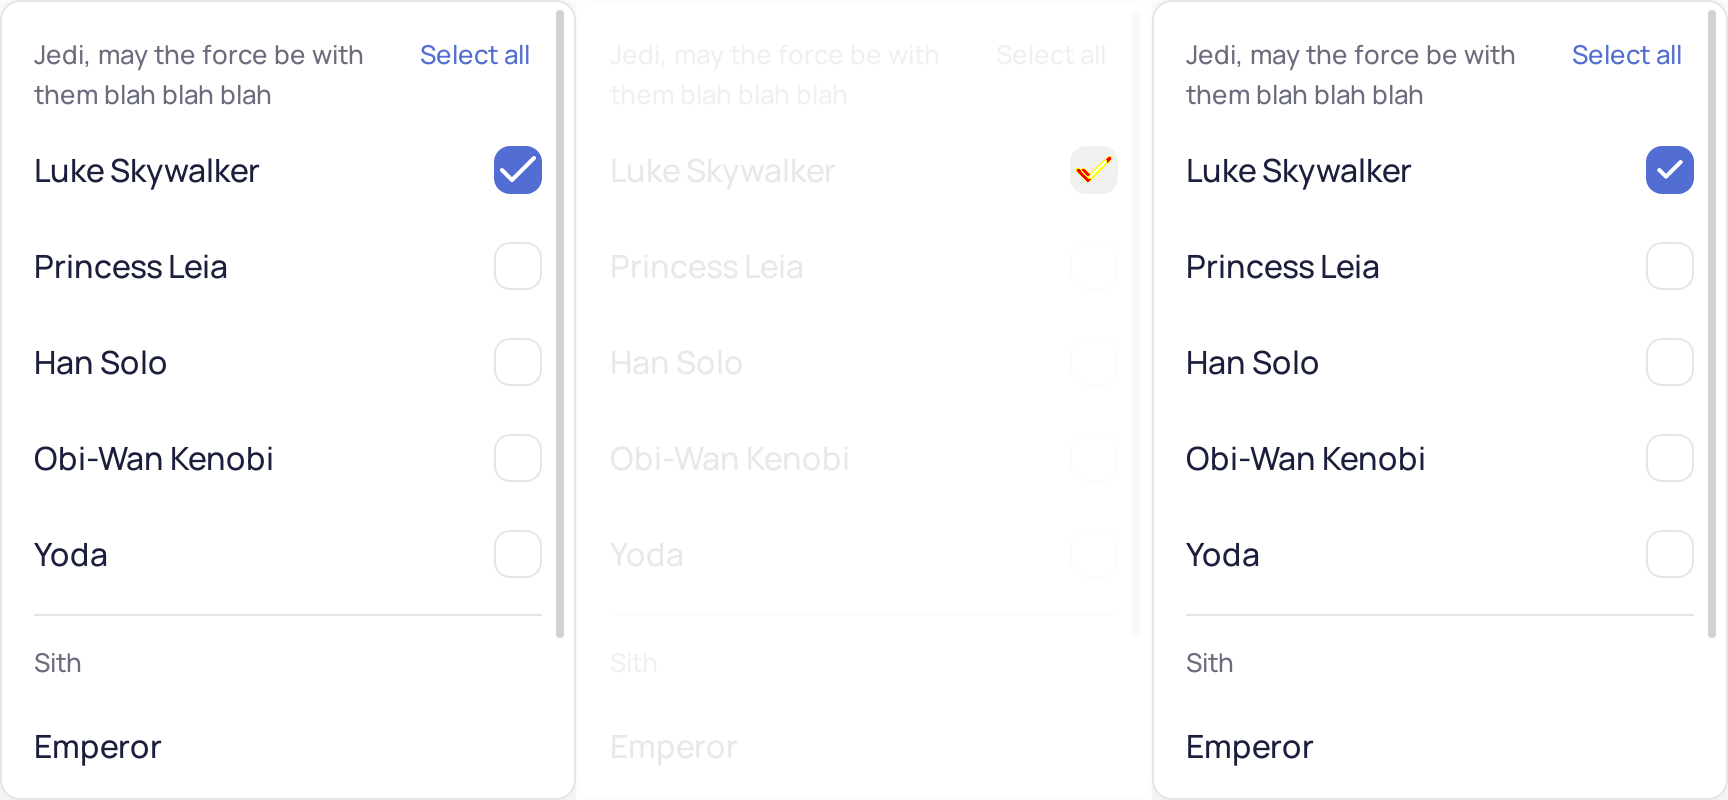 Jedi, may the force be with
them blah blah blah
Select all
Luke Skywalker
Princess Leia
Han Solo
Obi-Wan Kenobi
Yoda
Sith
Emperor
Jedi, may the force be with
them blah blah blah
Select all
Luke Skywalker
Princess Leia
Han Solo
Obi-Wan Kenobi
Yoda
Sith
Emperor
Jedi, may the force be with
them blah blah blah
Select all
Luke Skywalker
Princess Leia
Han Solo
Obi-Wan Kenobi
Yoda
Sith
Emperor